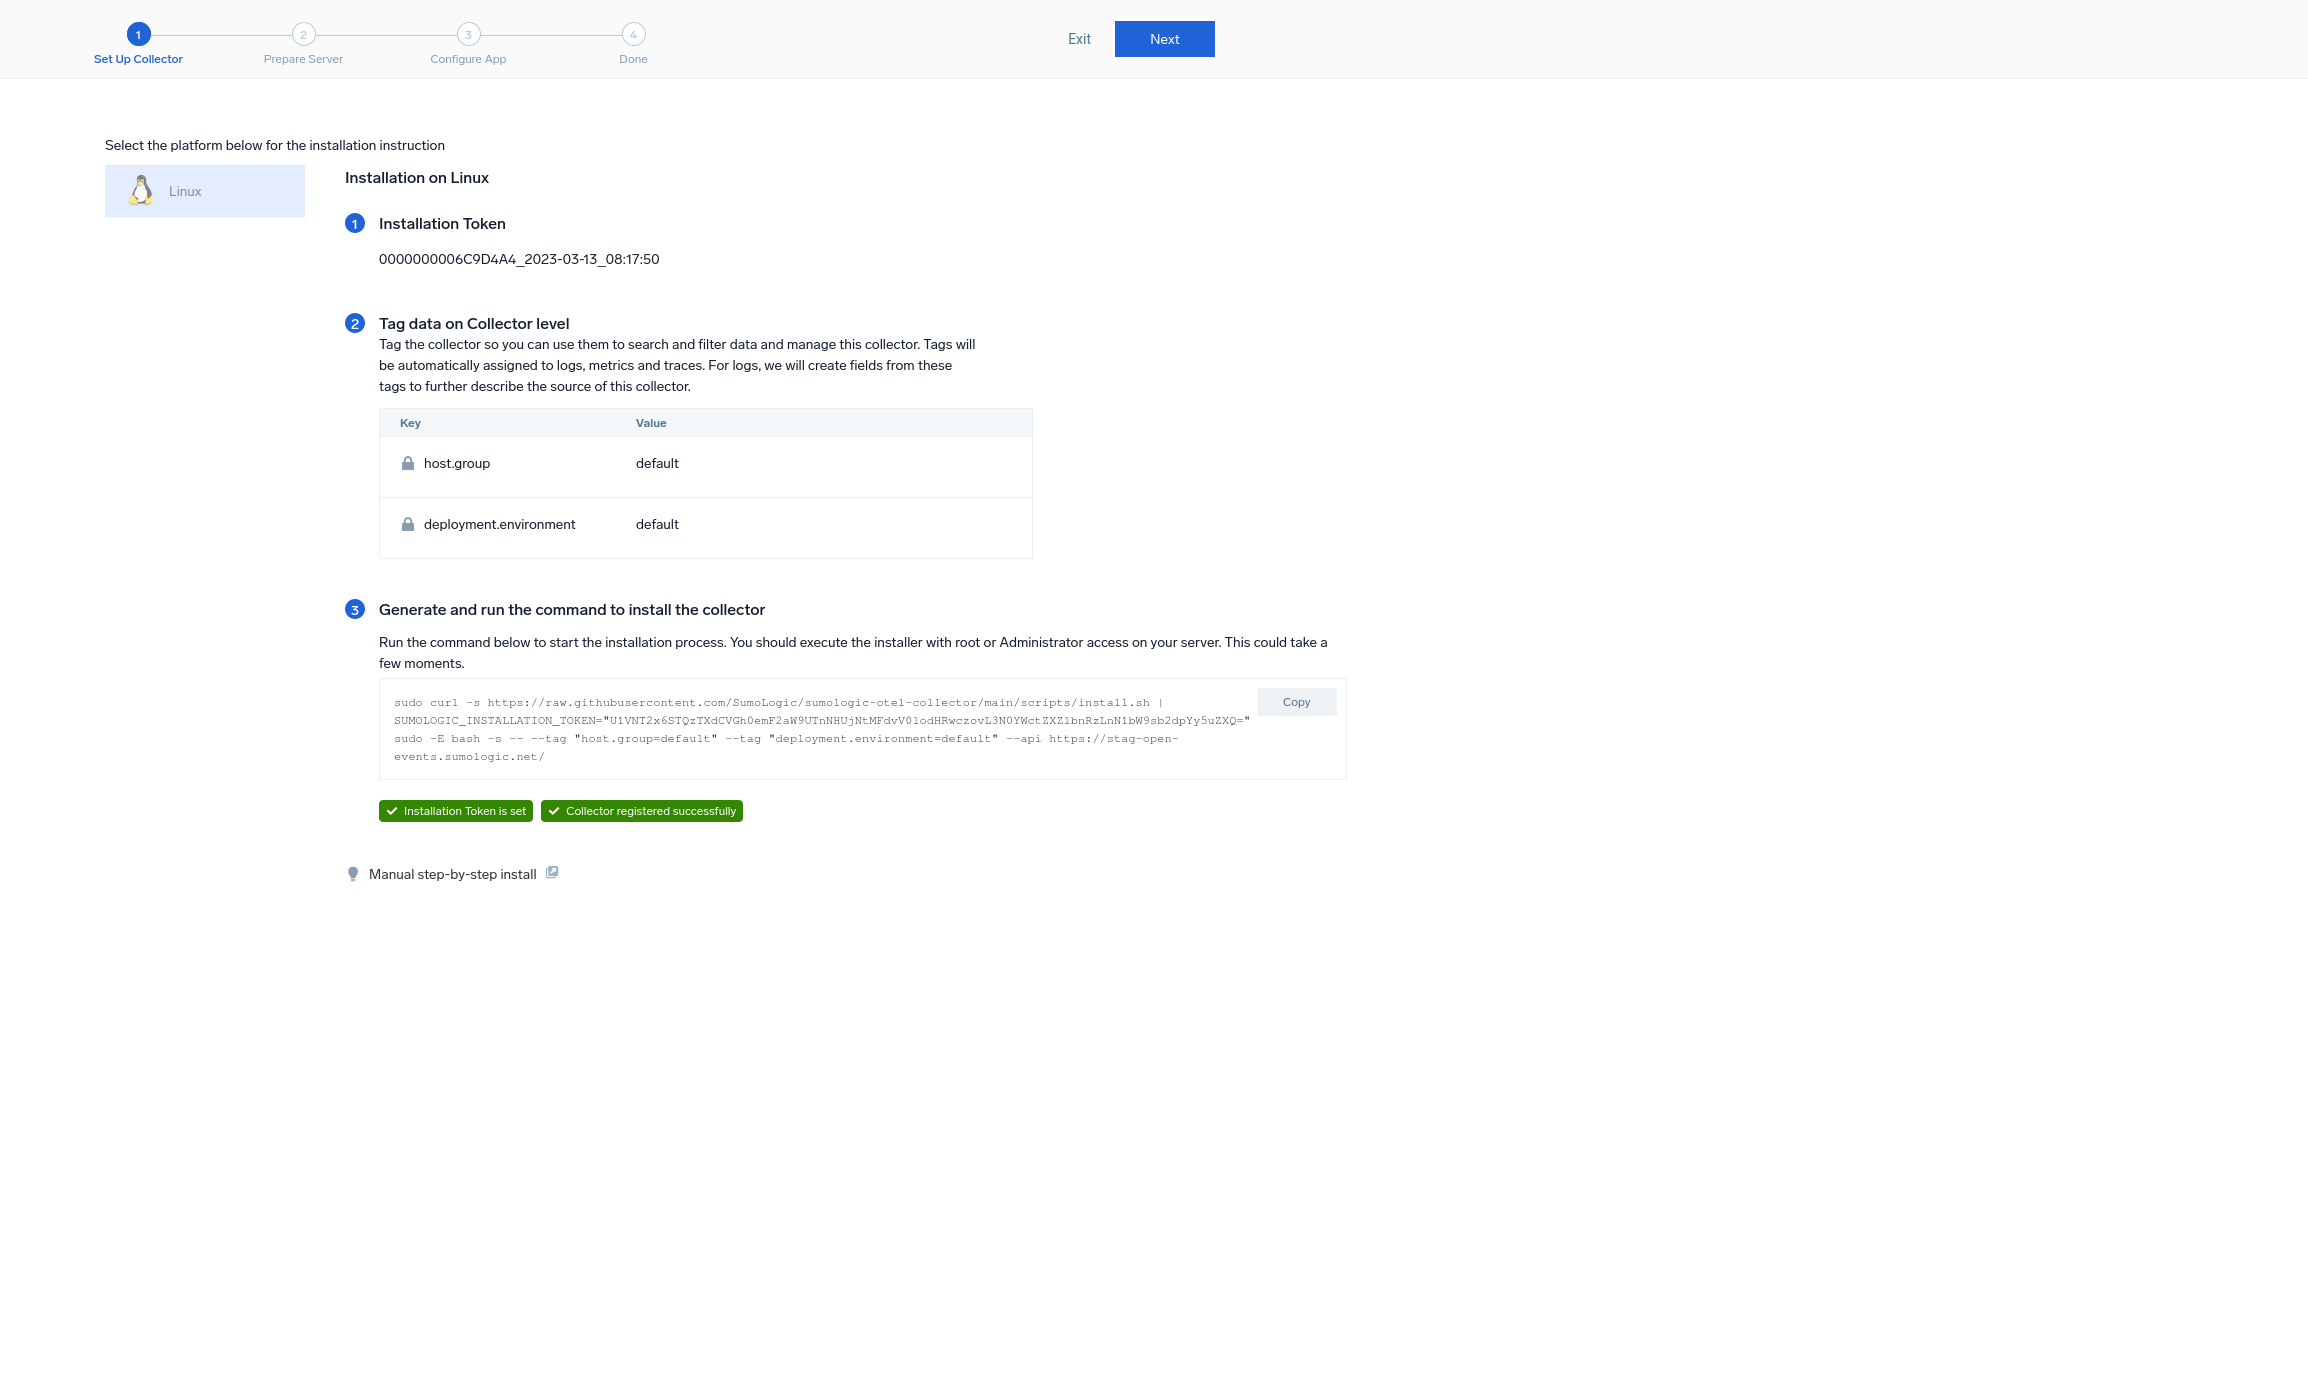 1
Set Up Collector
2
Prepare Server
3
Configure App
4
Done
Exit
Next
Select the platform below for the installation instruction
Linux
Installation on Linux
1 Installation Token
0000000006C9D4A4_2023-03-13_08:17:50
2 Tag data on Collector level
Tag the collector so you can use them to search and filter data and manage this collector. Tags will
be automatically assigned to logs, metrics and traces. For logs, we will create fields from these
tags to further describe the source of this collector.
Key Value
host.group default
deployment.environment default
3 Generate and run the command to install the collector
Run the command below to start the installation process. You should execute the installer with root or Administrator access on your server. This could take a
few moments.
sudo curl -s https://raw.githubusercontent.com/SumoLogic/sumologic-otel-collector/main/scripts/install.sh |
Copy
SUMOLOGIC_INSTALLATION_TOKEN="U1VNT2x6STQzTXdCVGh0emF2aW9UTnNHUjNtMFdvV01odHRwczovL3N0YWctZXZlbnRzLnN1bW9sb2dpYy5uZXQ="
sudo -E bash -s -- --tag "host.group=default" --tag "deployment.environment=default" --api https://stag-open-
events.sumologic.net/
Installation Token is set
Collector registered successfully
Manual step-by-step install